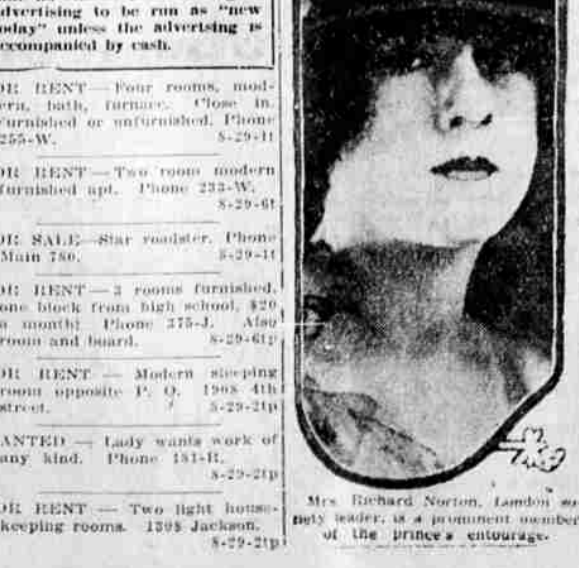 dvertising to be run as "new
oday" unless the advertsing is
ccompanied by cash.
OR RENT—Four rooms, mod-
ern, bath, furnace. Close in.
Furnished or unfurnished. Phone
255-W. 8-29-1t
OR RENT—Two room modern
furnished apt. Phone 233-W.
8-29-6t
OR SALE—Star roadster. Phone
Main 780. 8-29-1t
OR RENT—3 rooms furnished,
one block from high school, $20
a month! Phone 375-J. Also
room and board. 8-29-6tp
OR RENT — Modern sleeping
room opposite P. O. 1908 4th
street. 8-29-2tp
ANTED — Lady wants work of
any kind. Phone 181-R.
8-29-2tp
OR RENT — Two light house-
keeping rooms. 1308 Jackson.
8-29-2tp
Mrs. Richard Norton, London so-
ciety leader, is a prominent member
of the prince's entourage.